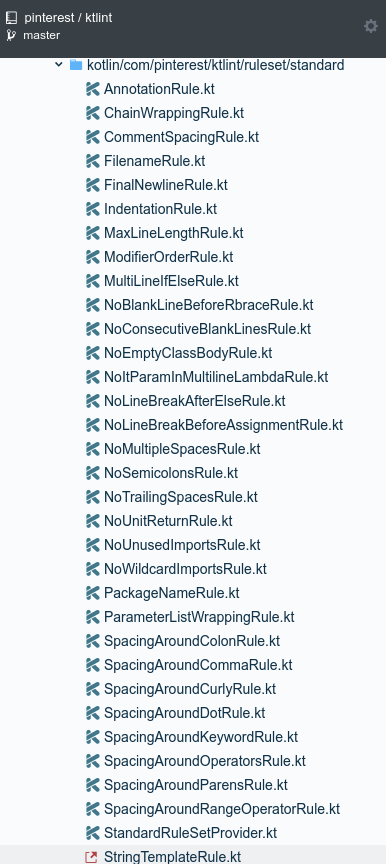 pinterest / ktlint
master
kotlin/com/pinterest/ktlint/ruleset/standard
AnnotationRule.kt
ChainWrappingRule.kt
CommentSpacingRule.kt
FilenameRule.kt
FinalNewlineRule.kt
IndentationRule.kt
MaxLineLengthRule.kt
ModifierOrderRule.kt
MultiLineIfElseRule.kt
NoBlankLineBeforeRbraceRule.kt
NoConsecutiveBlankLinesRule.kt
NoEmptyClassBodyRule.kt
NoItParamInMultilineLambdaRule.kt
NoLineBreakAfterElseRule.kt
NoLineBreakBeforeAssignmentRule.kt
NoMultipleSpacesRule.kt
NoSemicolonsRule.kt
NoTrailingSpacesRule.kt
NoUnitReturnRule.kt
NoUnusedImportsRule.kt
NoWildcardImportsRule.kt
PackageNameRule.kt
ParameterListWrappingRule.kt
SpacingAroundColonRule.kt
SpacingAroundCommaRule.kt
SpacingAroundCurlyRule.kt
SpacingAroundDotRule.kt
SpacingAroundKeywordRule.kt
SpacingAroundOperatorsRule.kt
SpacingAroundParensRule.kt
SpacingAroundRangeOperatorRule.kt
StandardRuleSetProvider.kt
StringTemplateRule.kt